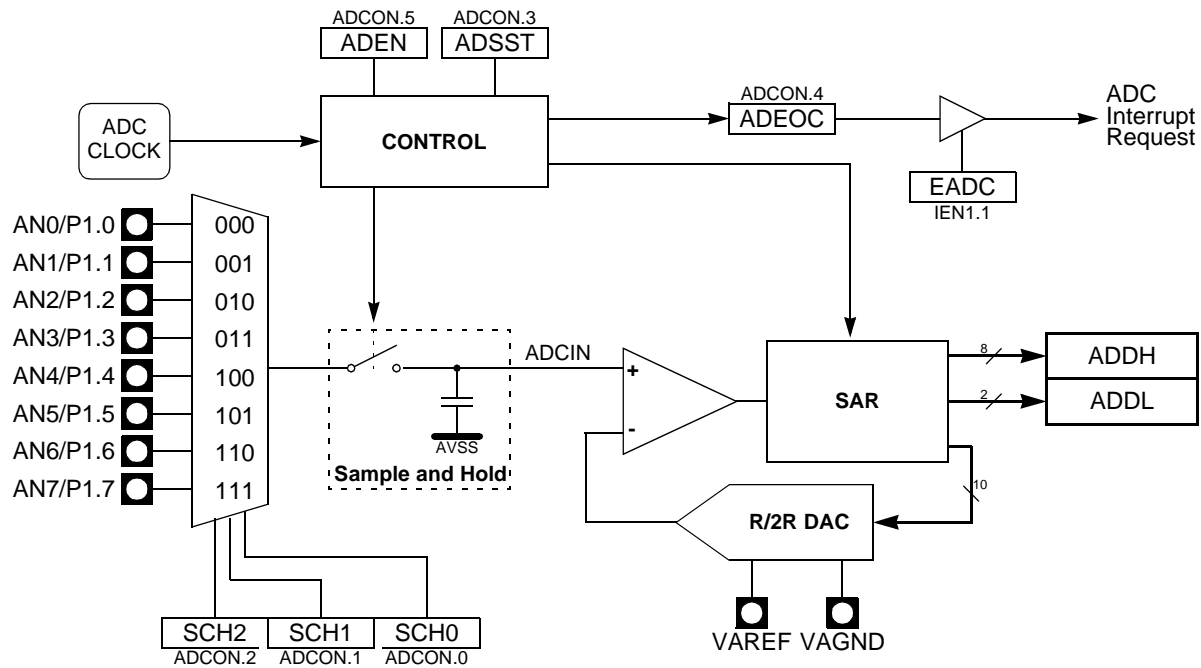 ADCON.5
ADEN
ADCON.3
ADSST
ADC
CLOCK
CONTROL
ADCON.4
ADEOC
ADC
Interrupt
Request
EADC
IEN1.1
AN0/P1.0
000
AN1/P1.1
001
AN2/P1.2
010
AN3/P1.3
011
AN4/P1.4
100
AN5/P1.5
101
AN6/P1.6
110
AN7/P1.7
111
ADCIN
AVSS
Sample and Hold
+
-
SAR
8
ADDH
2
ADDL
10
R/2R DAC
VAREF
VAGND
SCH2
SCH1
SCH0
ADCON.2
ADCON.1
ADCON.0